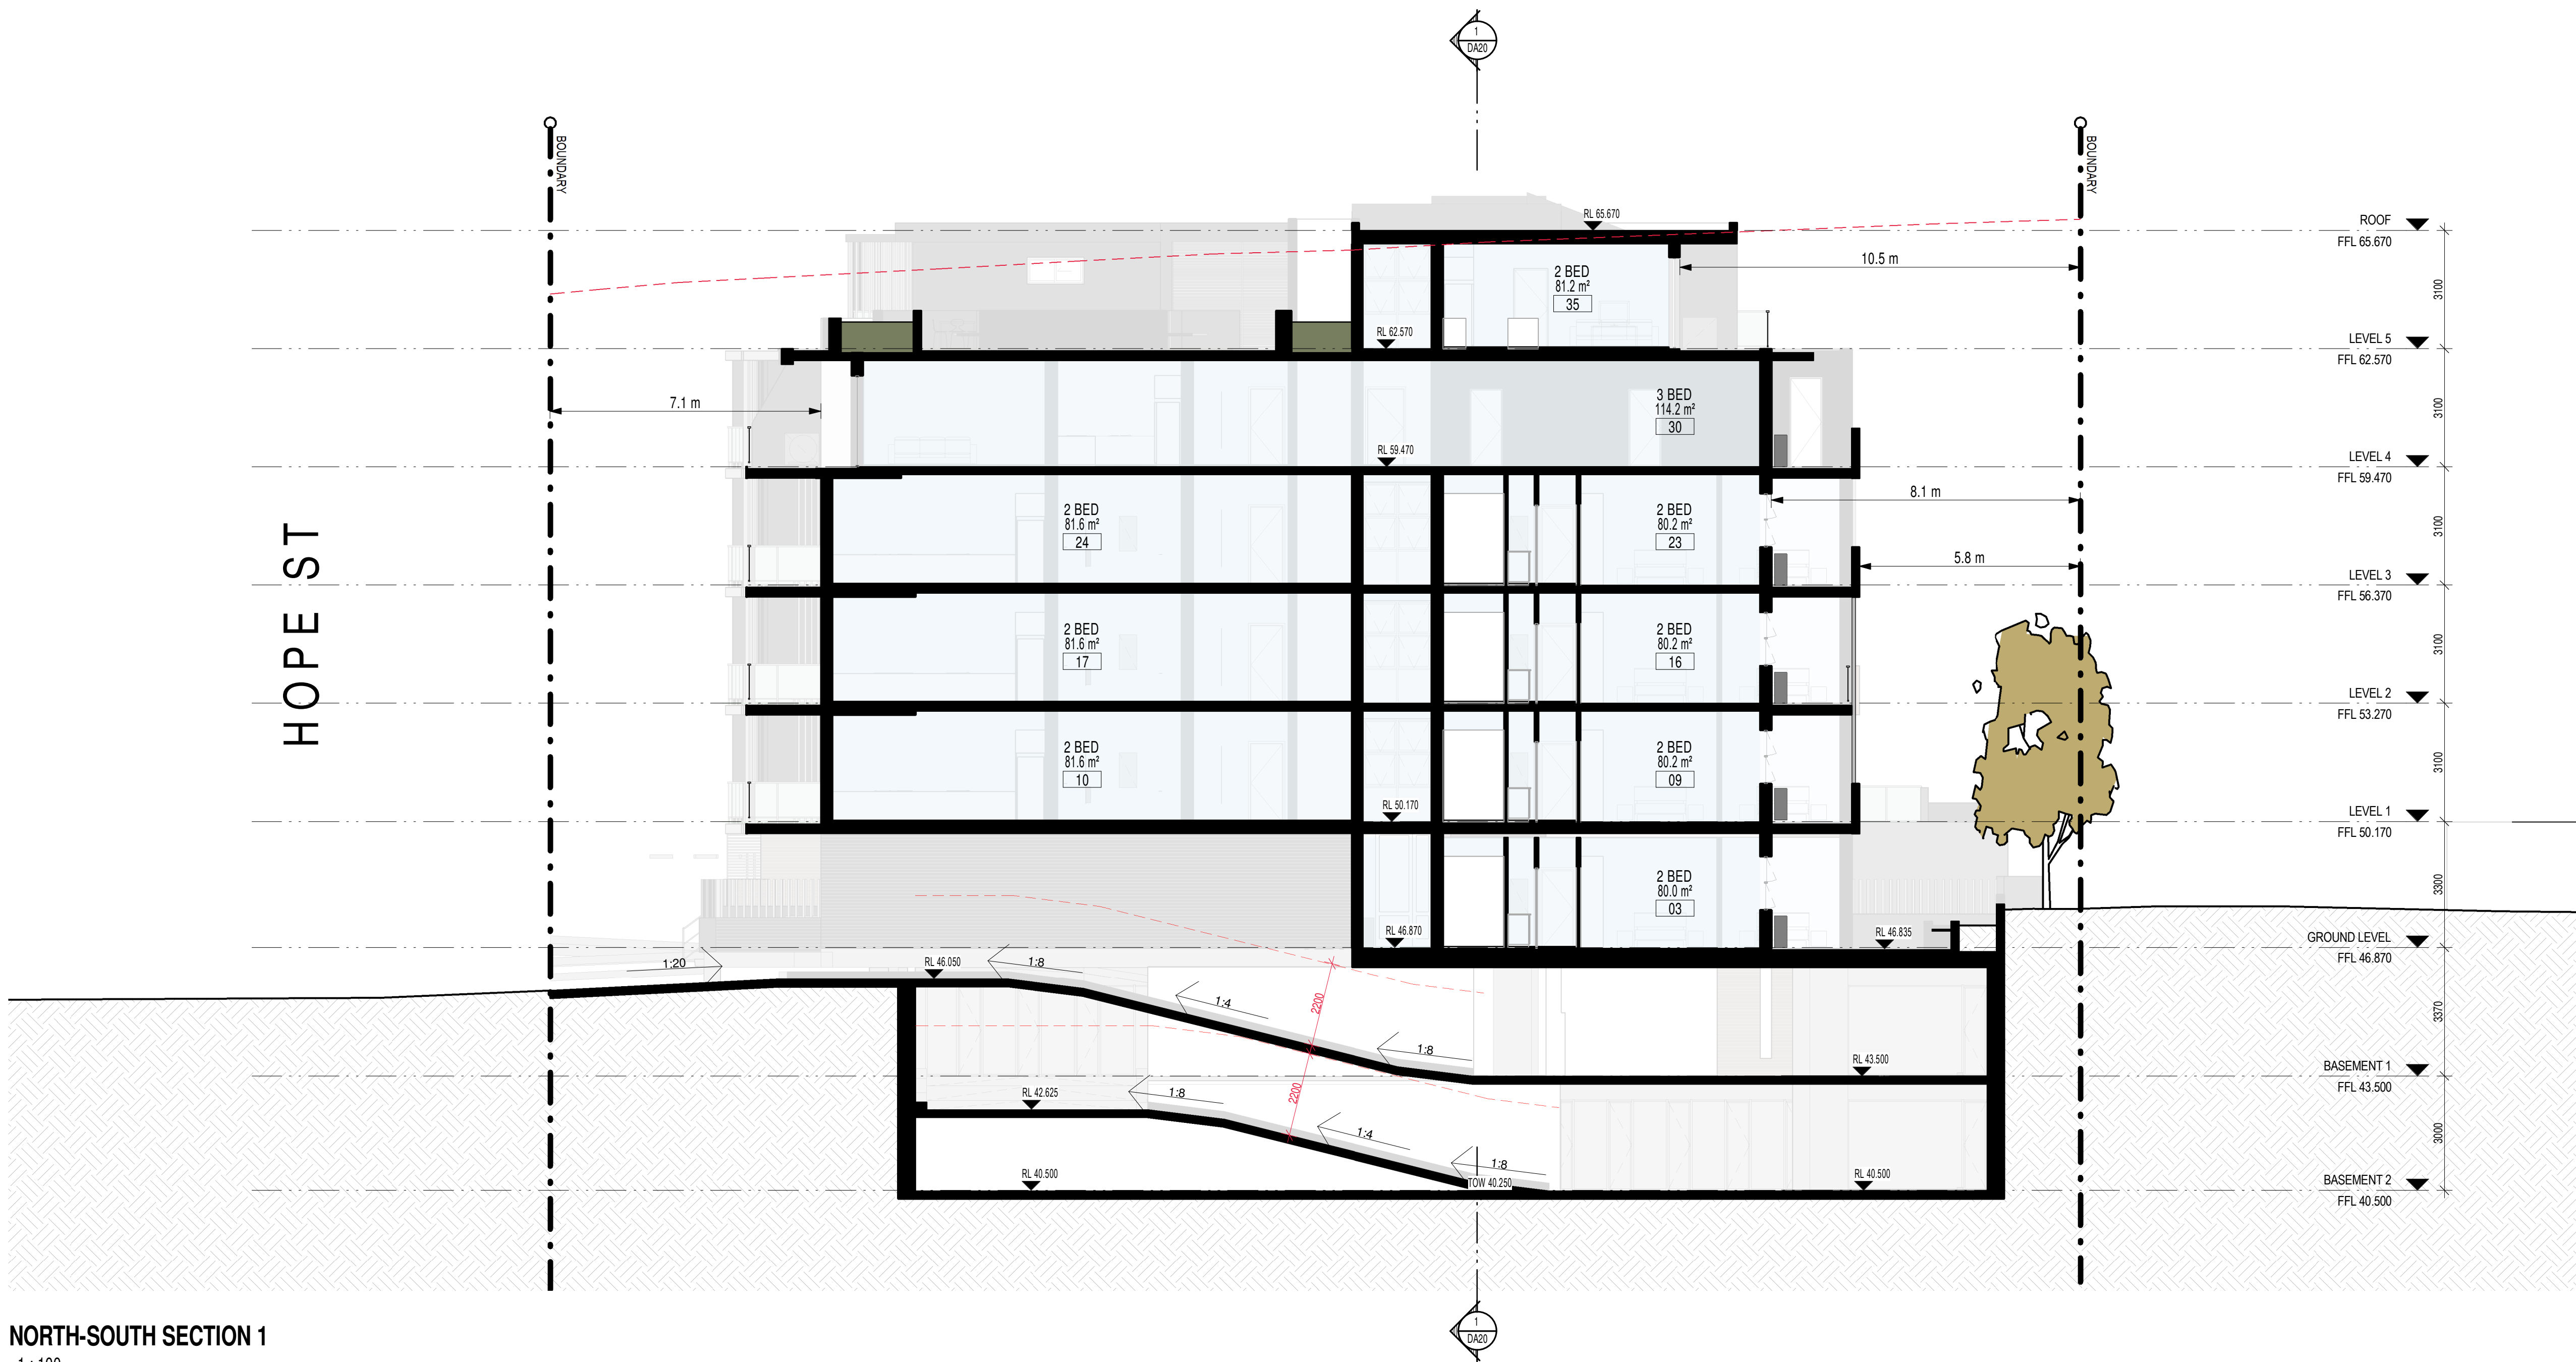 1
DA20
BOUNDARY
BOUNDARY
RL 65.670
ROOF
FFL 65.670
10.5 m
2 BED
81.2 m²
35
3100
RL 62.570
LEVEL 5
FFL 62.570
7.1 m
3 BED
114.2 m²
30
3100
RL 59.470
LEVEL 4
FFL 59.470
8.1 m
2 BED
81.6 m²
24
2 BED
80.2 m²
23
3100
5.8 m
LEVEL 3
FFL 56.370
HOPE ST
2 BED
81.6 m²
17
2 BED
80.2 m²
16
3100
LEVEL 2
FFL 53.270
2 BED
81.6 m²
10
2 BED
80.2 m²
09
3100
RL 50.170
LEVEL 1
FFL 50.170
2 BED
80.0 m²
03
3300
RL 46.870
RL 46.835
GROUND LEVEL
FFL 46.870
1:20
RL 46.050
1:8
1:4
2200
1:8
3370
RL 43.500
BASEMENT 1
FFL 43.500
RL 42.625
1:8
2200
1:4
3000
1:8
RL 40.500
TOW 40.250
RL 40.500
BASEMENT 2
FFL 40.500
1
DA20
NORTH-SOUTH SECTION 1
1 : 100